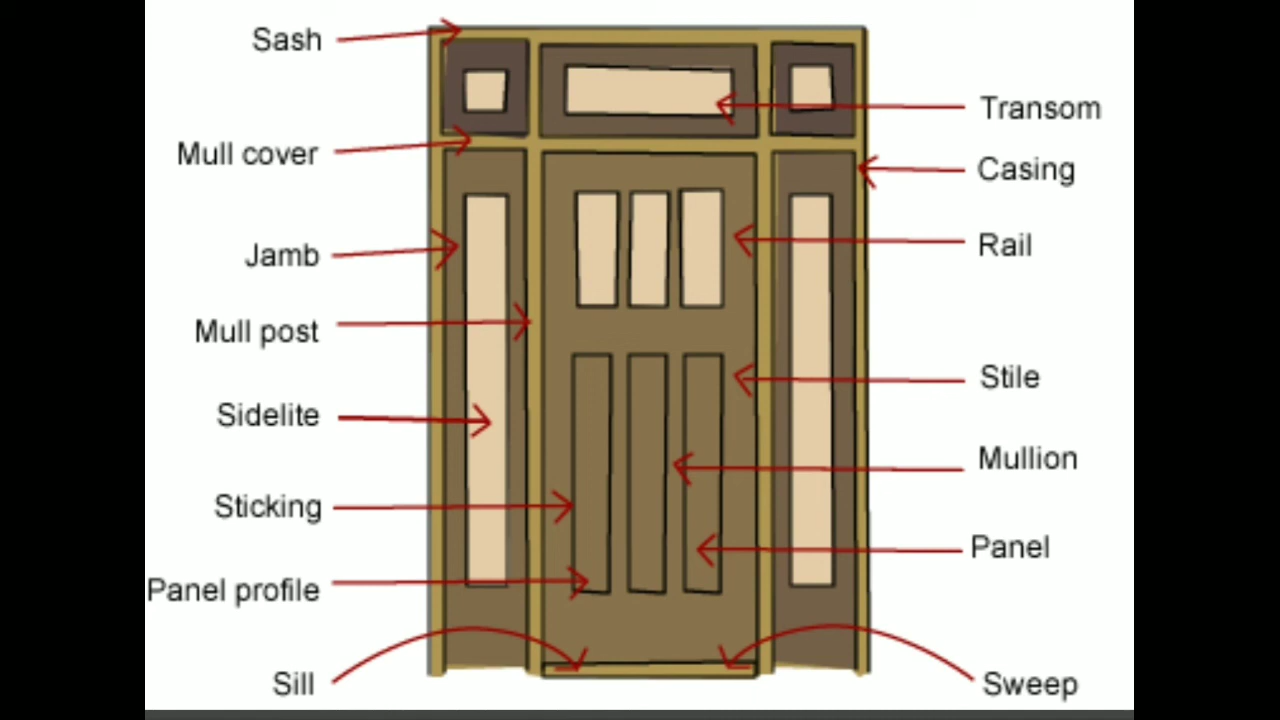 Sash
Transom
Mull cover
Casing
Jamb
Rail
Mull post
Stile
Sidelite
Mullion
Sticking
Panel
Panel profile
Sill
Sweep